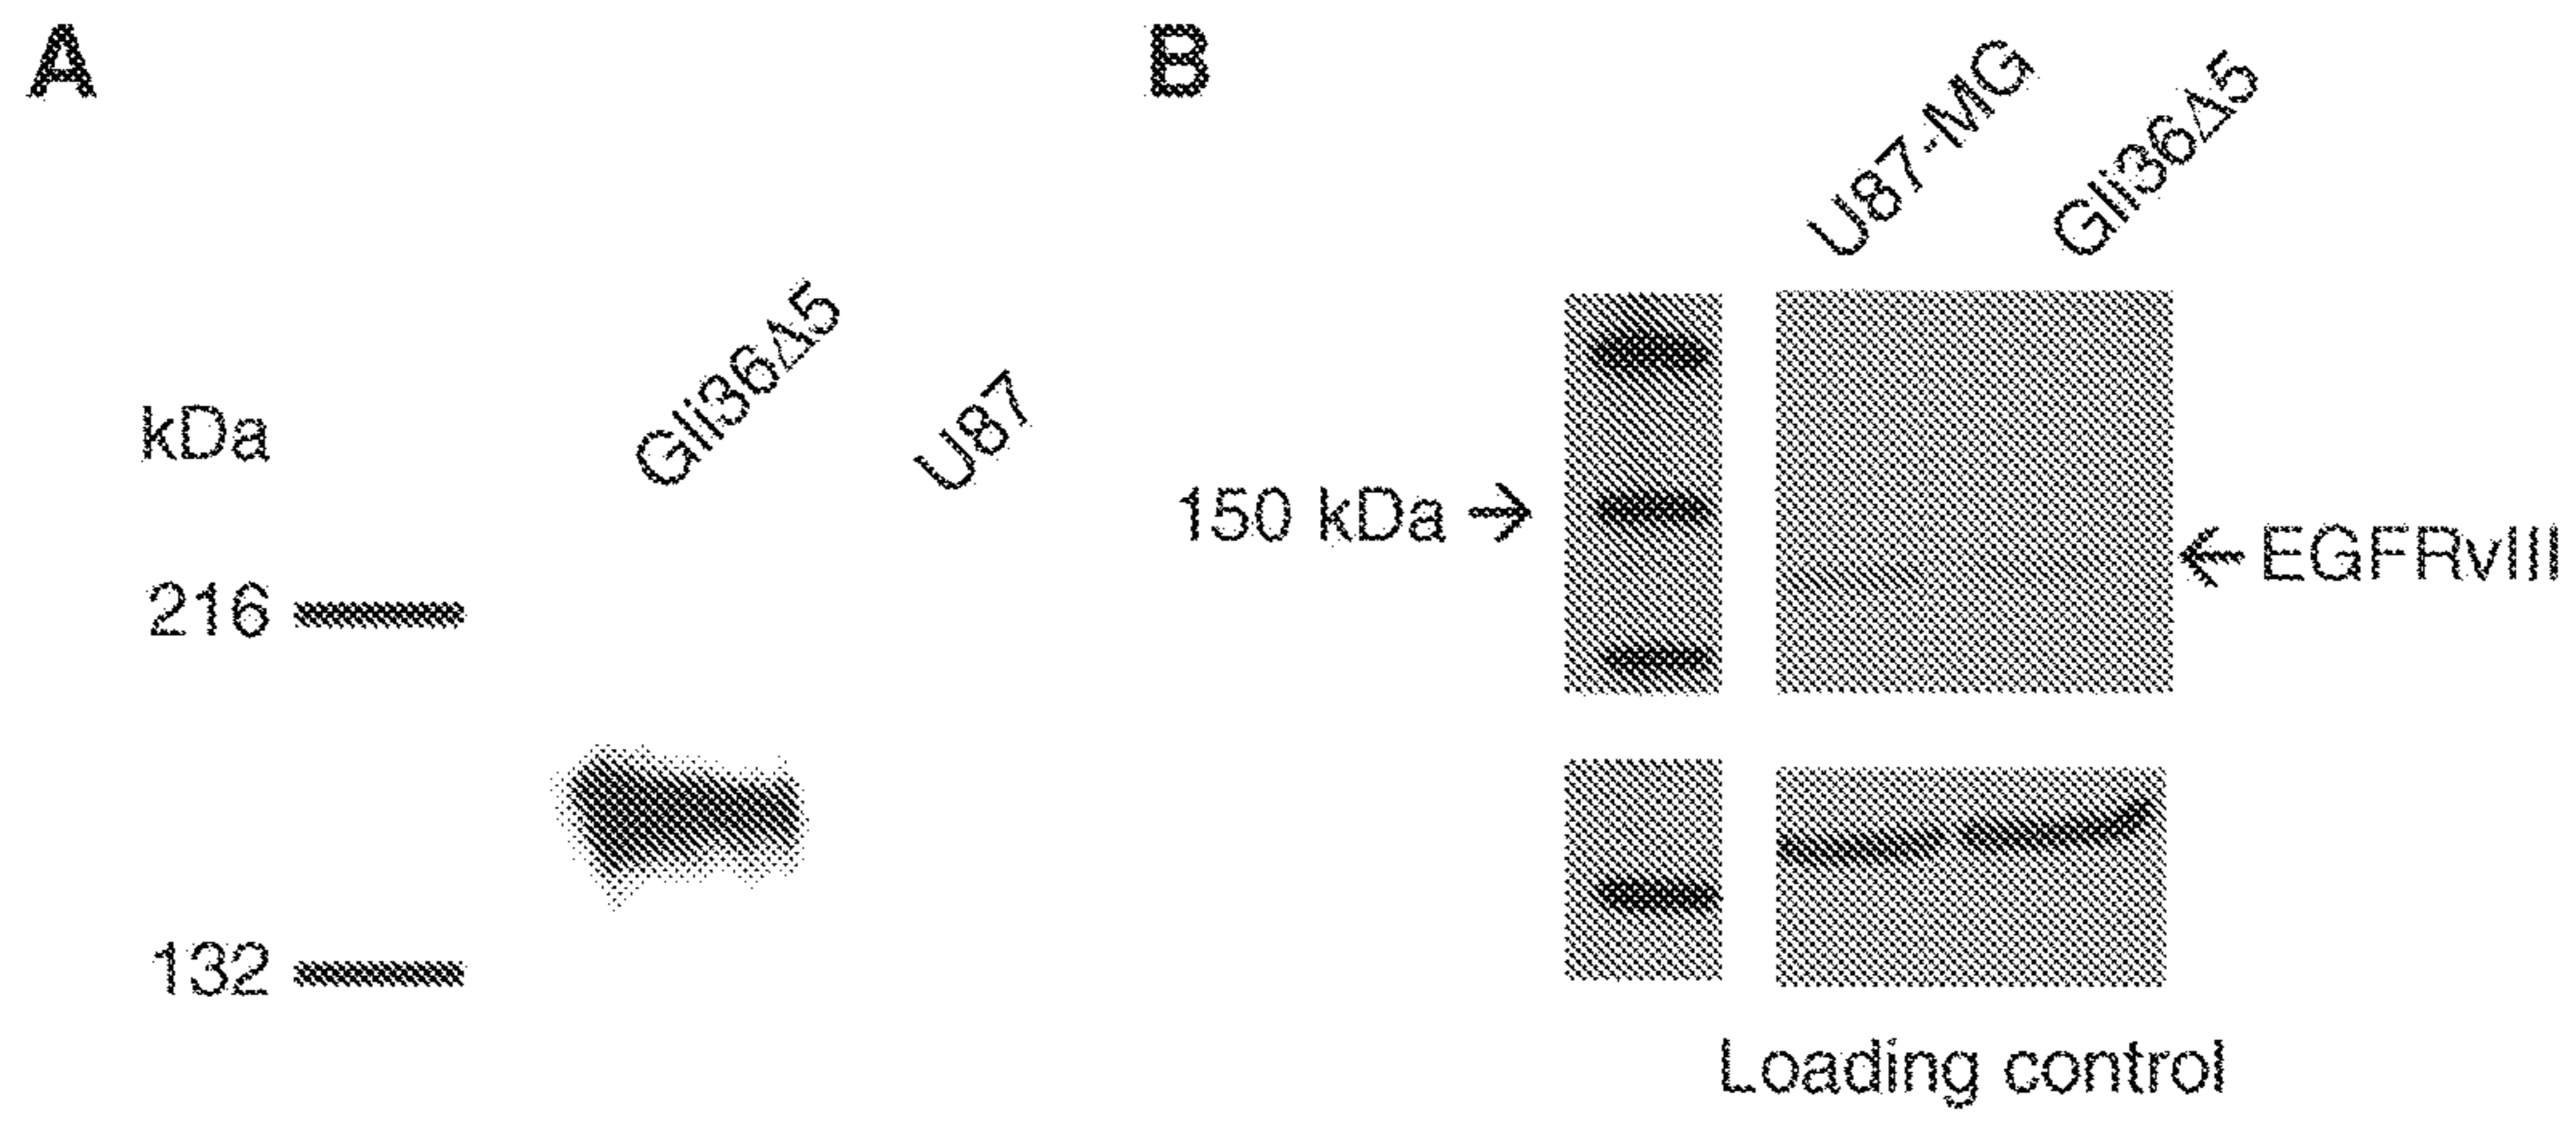 A
kDa
Gli36Δ5
U87
216
132
B
U87-MG
Gli36Δ5
150 kDa →
← EGFRvIII
Loading control